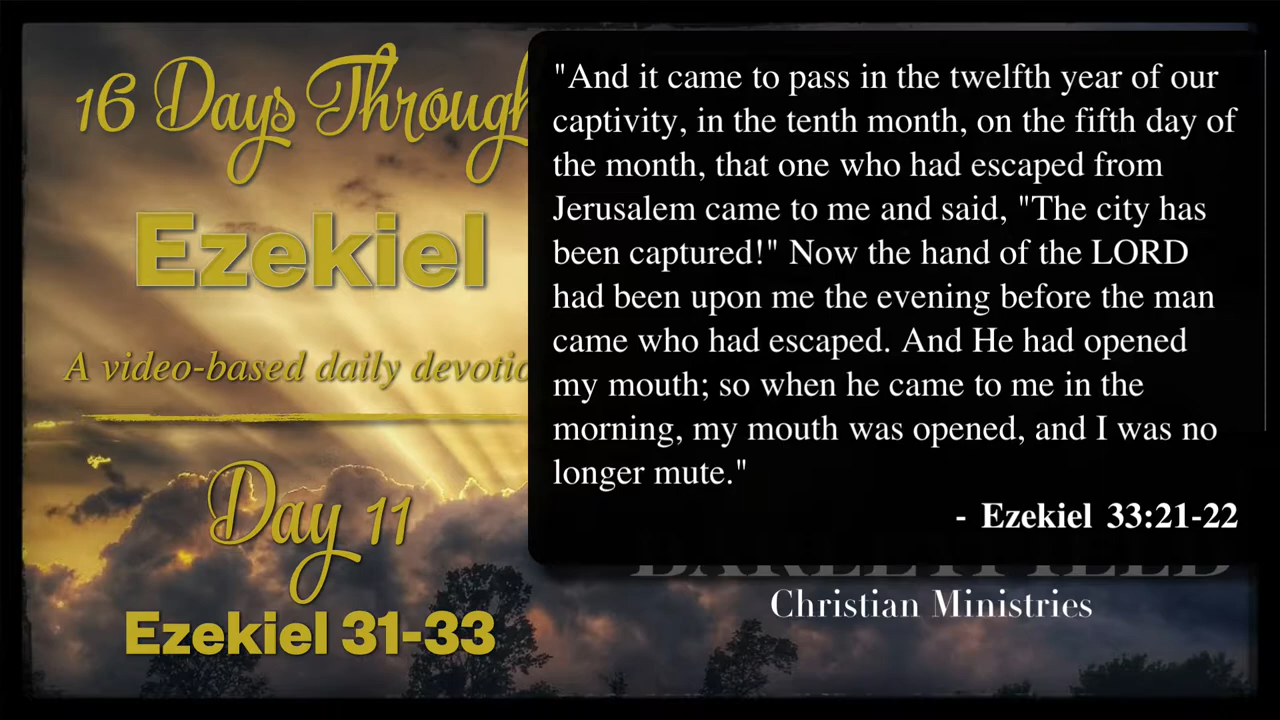 16 Days Through
Ezekiel
A video-based daily
Day 11
Ezekiel 31-33
"And it came to pass in the twelfth year of our
captivity, in the tenth month, on the fifth day of
the month, that one who had escaped from
Jerusalem came to me and said, "The city has
been captured!" Now the hand of the LORD
had been upon me the evening before the man
came who had escaped. And He had opened
my mouth; so when he came to me in the
morning, my mouth was opened, and I was no
longer mute."
- Ezekiel 33:21-22
Christian Ministries